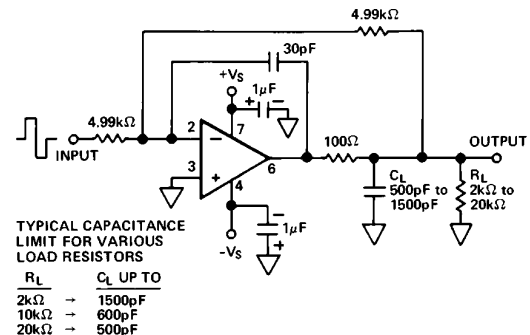 4.99kΩ
30pF
+VS
1μF
+ −
4.99kΩ
2
7
−
INPUT
3
+
6
4
100Ω
OUTPUT
CL
500pF to
1500pF
RL
2kΩ to
20kΩ
−
1μF
+
-VS
TYPICAL CAPACITANCE
LIMIT FOR VARIOUS
LOAD RESISTORS
RL CL UP TO
2kΩ → 1500pF
10kΩ → 600pF
20kΩ → 500pF